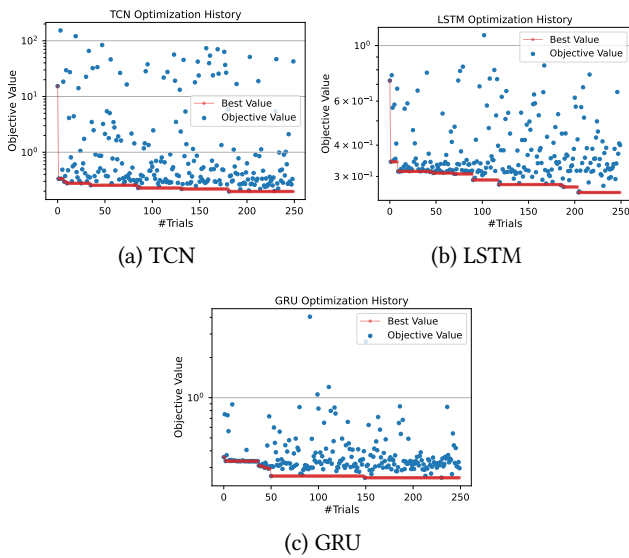 TCN Optimization History
Objective Value
10²
10¹
10⁰
Best Value
Objective Value
0 50 100 150 200 250
#Trials
(a) TCN
LSTM Optimization History
Objective Value
10⁰
6 × 10⁻¹
4 × 10⁻¹
3 × 10⁻¹
Best Value
Objective Value
0 50 100 150 200 250
#Trials
(b) LSTM
GRU Optimization History
Objective Value
10⁰
Best Value
Objective Value
0 50 100 150 200 250
#Trials
(c) GRU